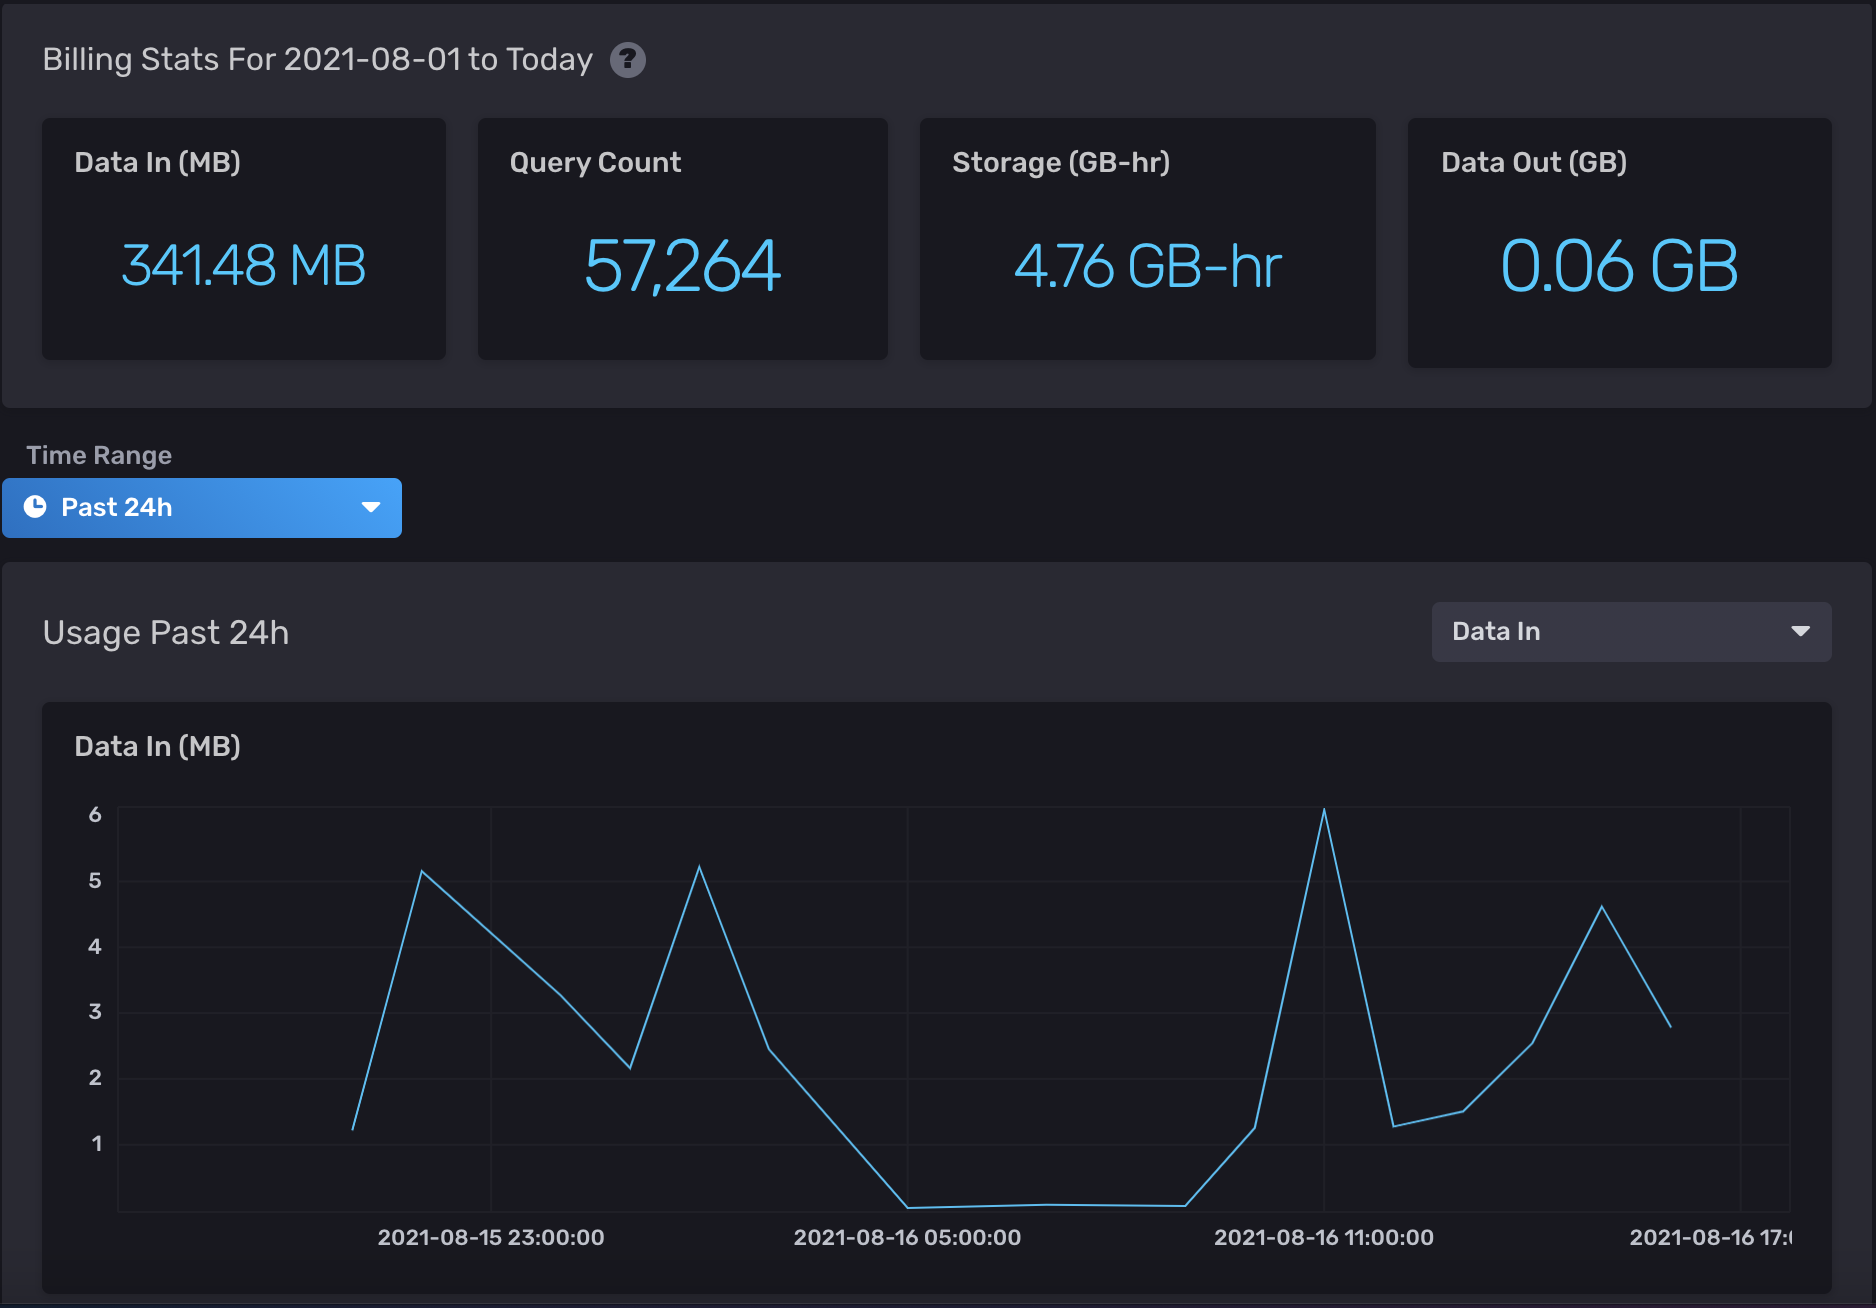 Billing Stats For 2021-08-01 to Today ?
Data In (MB)
341.48 MB
Query Count
57,264
Storage (GB-hr)
4.76 GB-hr
Data Out (GB)
0.06 GB
Time Range
Past 24h
Usage Past 24h
Data In
Data In (MB)
6
5
4
3
2
1
2021-08-15 23:00:00
2021-08-16 05:00:00
2021-08-16 11:00:00
2021-08-16 17: